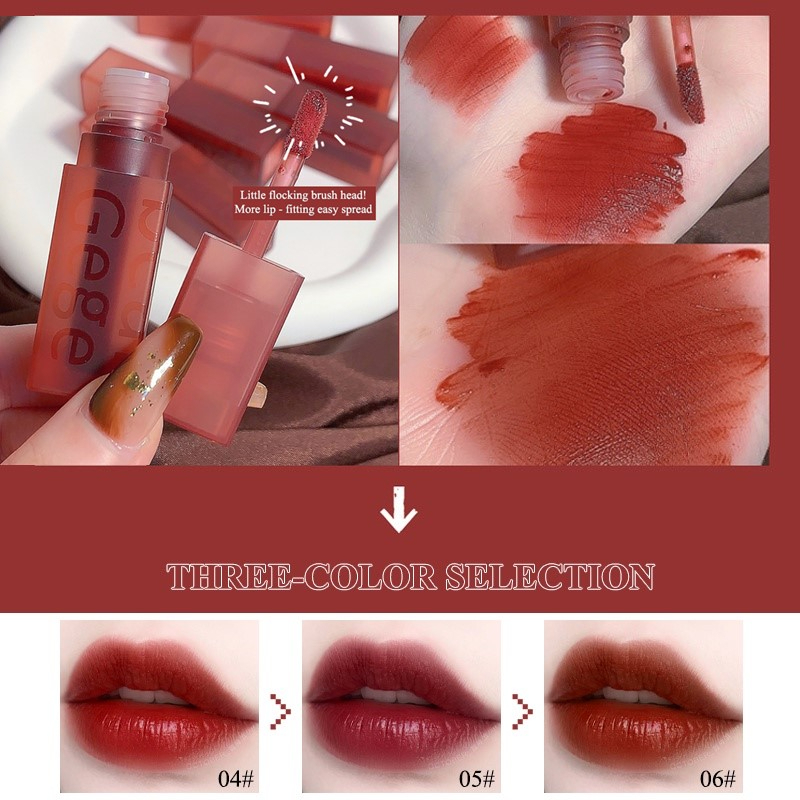 Little flocking brush head!
More lip - fitting easy spread
Gege
THREE-COLOR SELECTION
04#
05#
06#